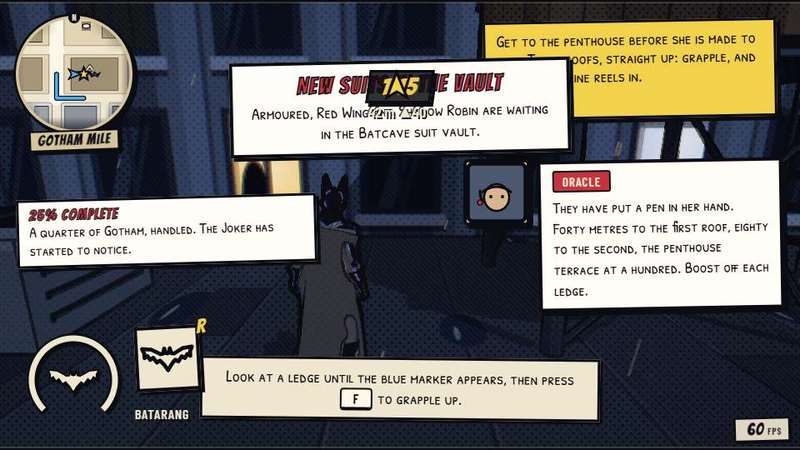 N
GOTHAM MILE
GET TO THE PENTHOUSE BEFORE SHE IS MADE TO
ROOFS, STRAIGHT UP: GRAPPLE, AND
REELS IN.
NEW VAULT
ARMOURED, RED ROBIN ARE WAITING
IN THE BATCAVE SUIT VAULT.
25% COMPLETE
A QUARTER OF GOTHAM, HANDLED. THE JOKER HAS
STARTED TO NOTICE.
ORACLE
THEY HAVE PUT A PEN IN HER HAND.
FORTY METRES TO THE FIRST ROOF, EIGHTY
TO THE SECOND, THE PENTHOUSE
TERRACE AT A HUNDRED. BOOST OFF EACH
LEDGE.
R
BATARANG
LOOK AT A LEDGE UNTIL THE BLUE MARKER APPEARS, THEN PRESS
F TO GRAPPLE UP.
60 FPS